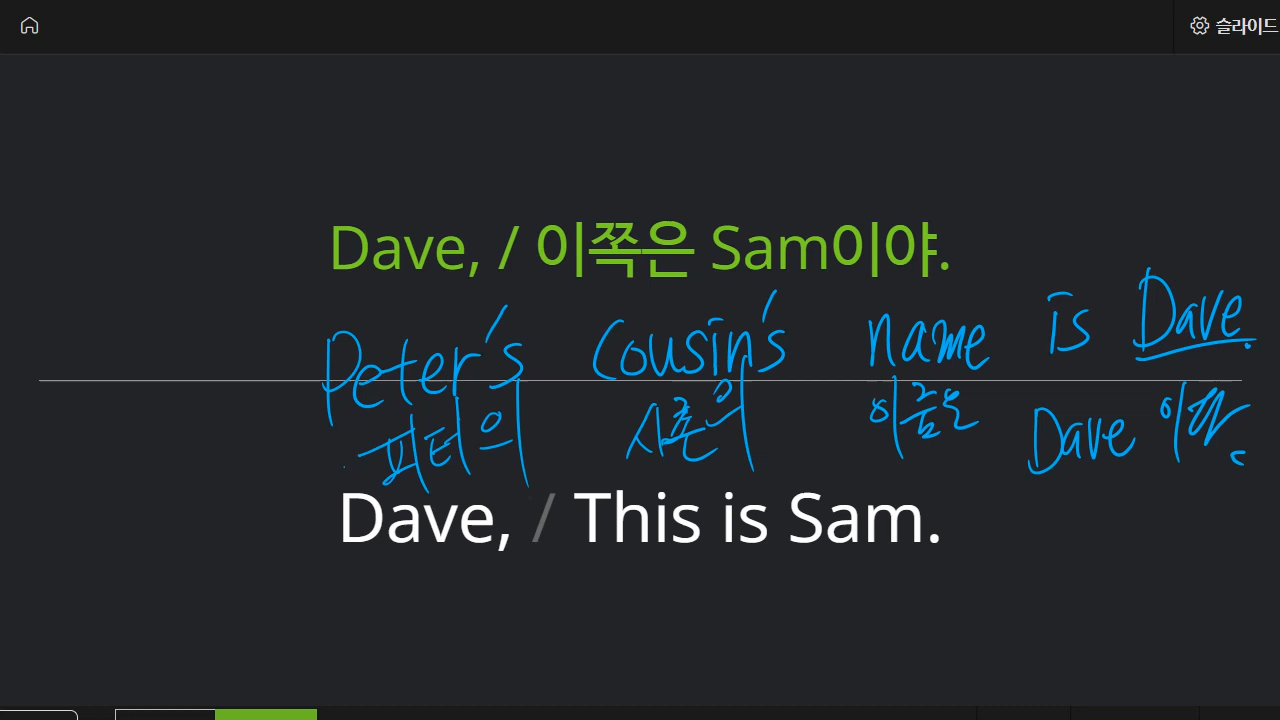 슬라이드
Dave, / 이쪽은 Sam이야.
Peter's Cousin's name is Dave.
피터의 사촌의 이름은 Dave 이야.
Dave, / This is Sam.